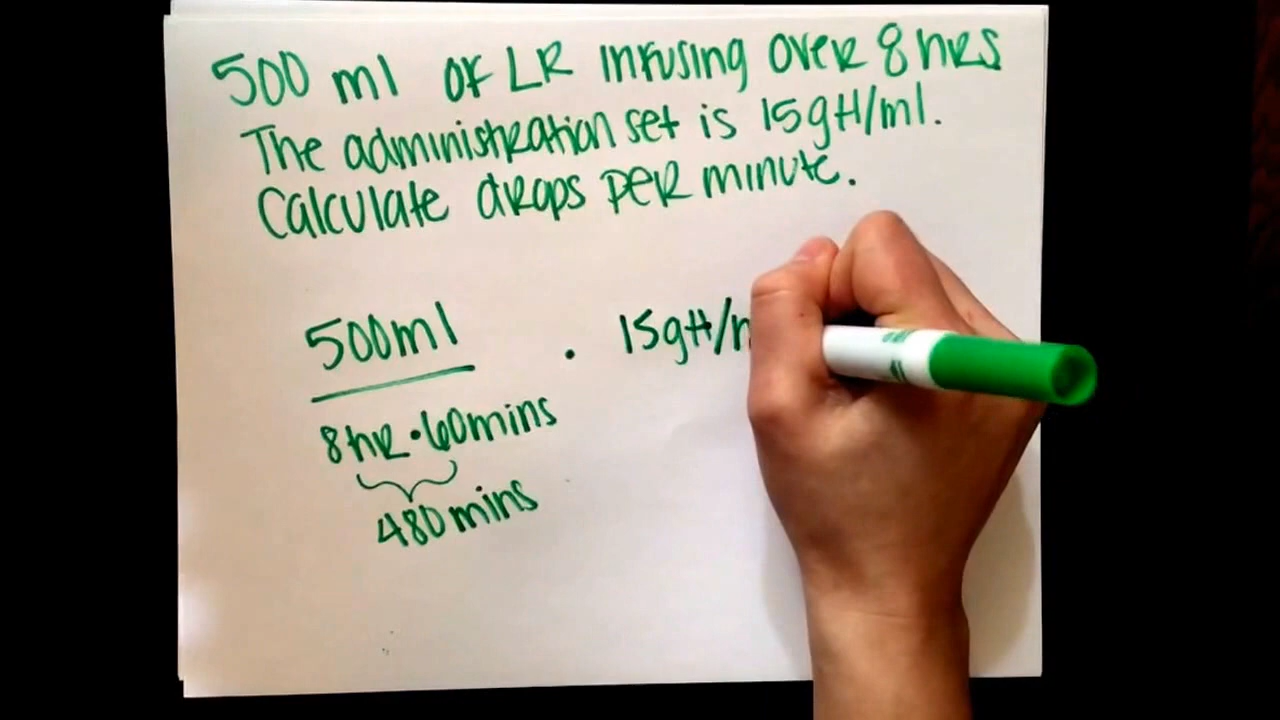 500 ml of LR infusing over 8 hrs
The administration set is 15gtt/ml.
Calculate drops per minute.
500ml · 15gtt/
8hr · 60mins
480mins